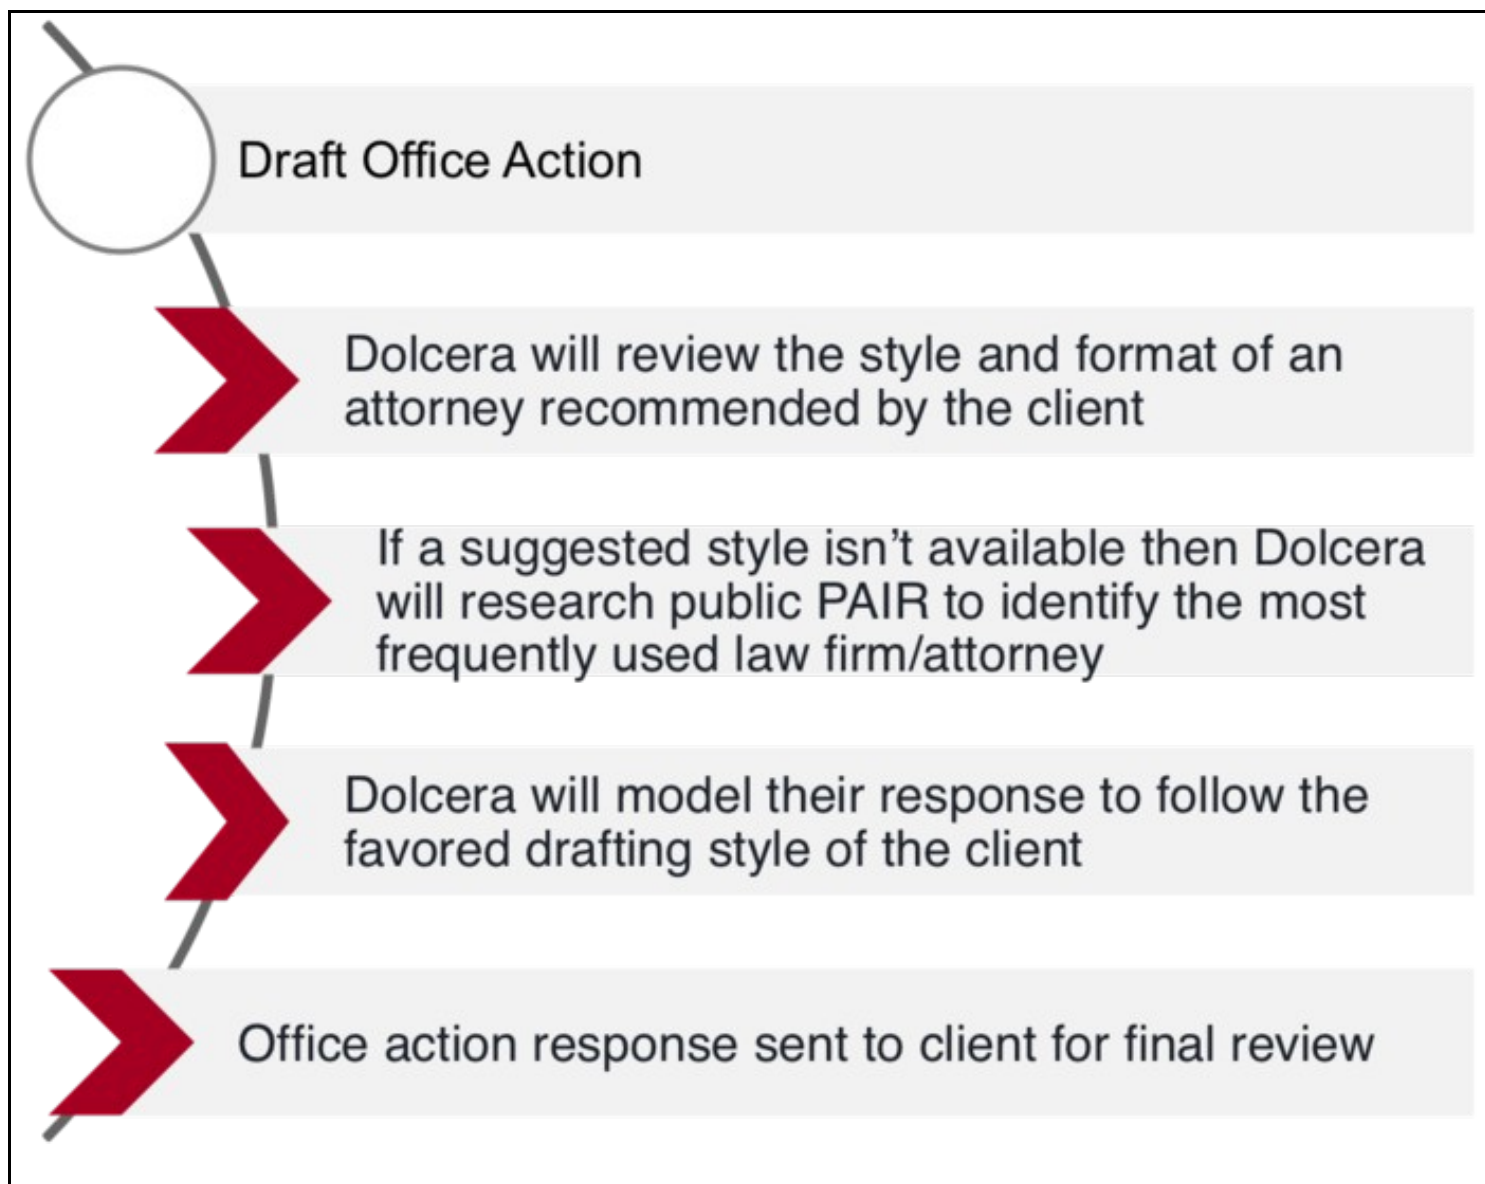 Draft Office Action
Dolcera will review the style and format of an
attorney recommended by the client
If a suggested style isn’t available then Dolcera
will research public PAIR to identify the most
frequently used law firm/attorney
Dolcera will model their response to follow the
favored drafting style of the client
Office action response sent to client for final review